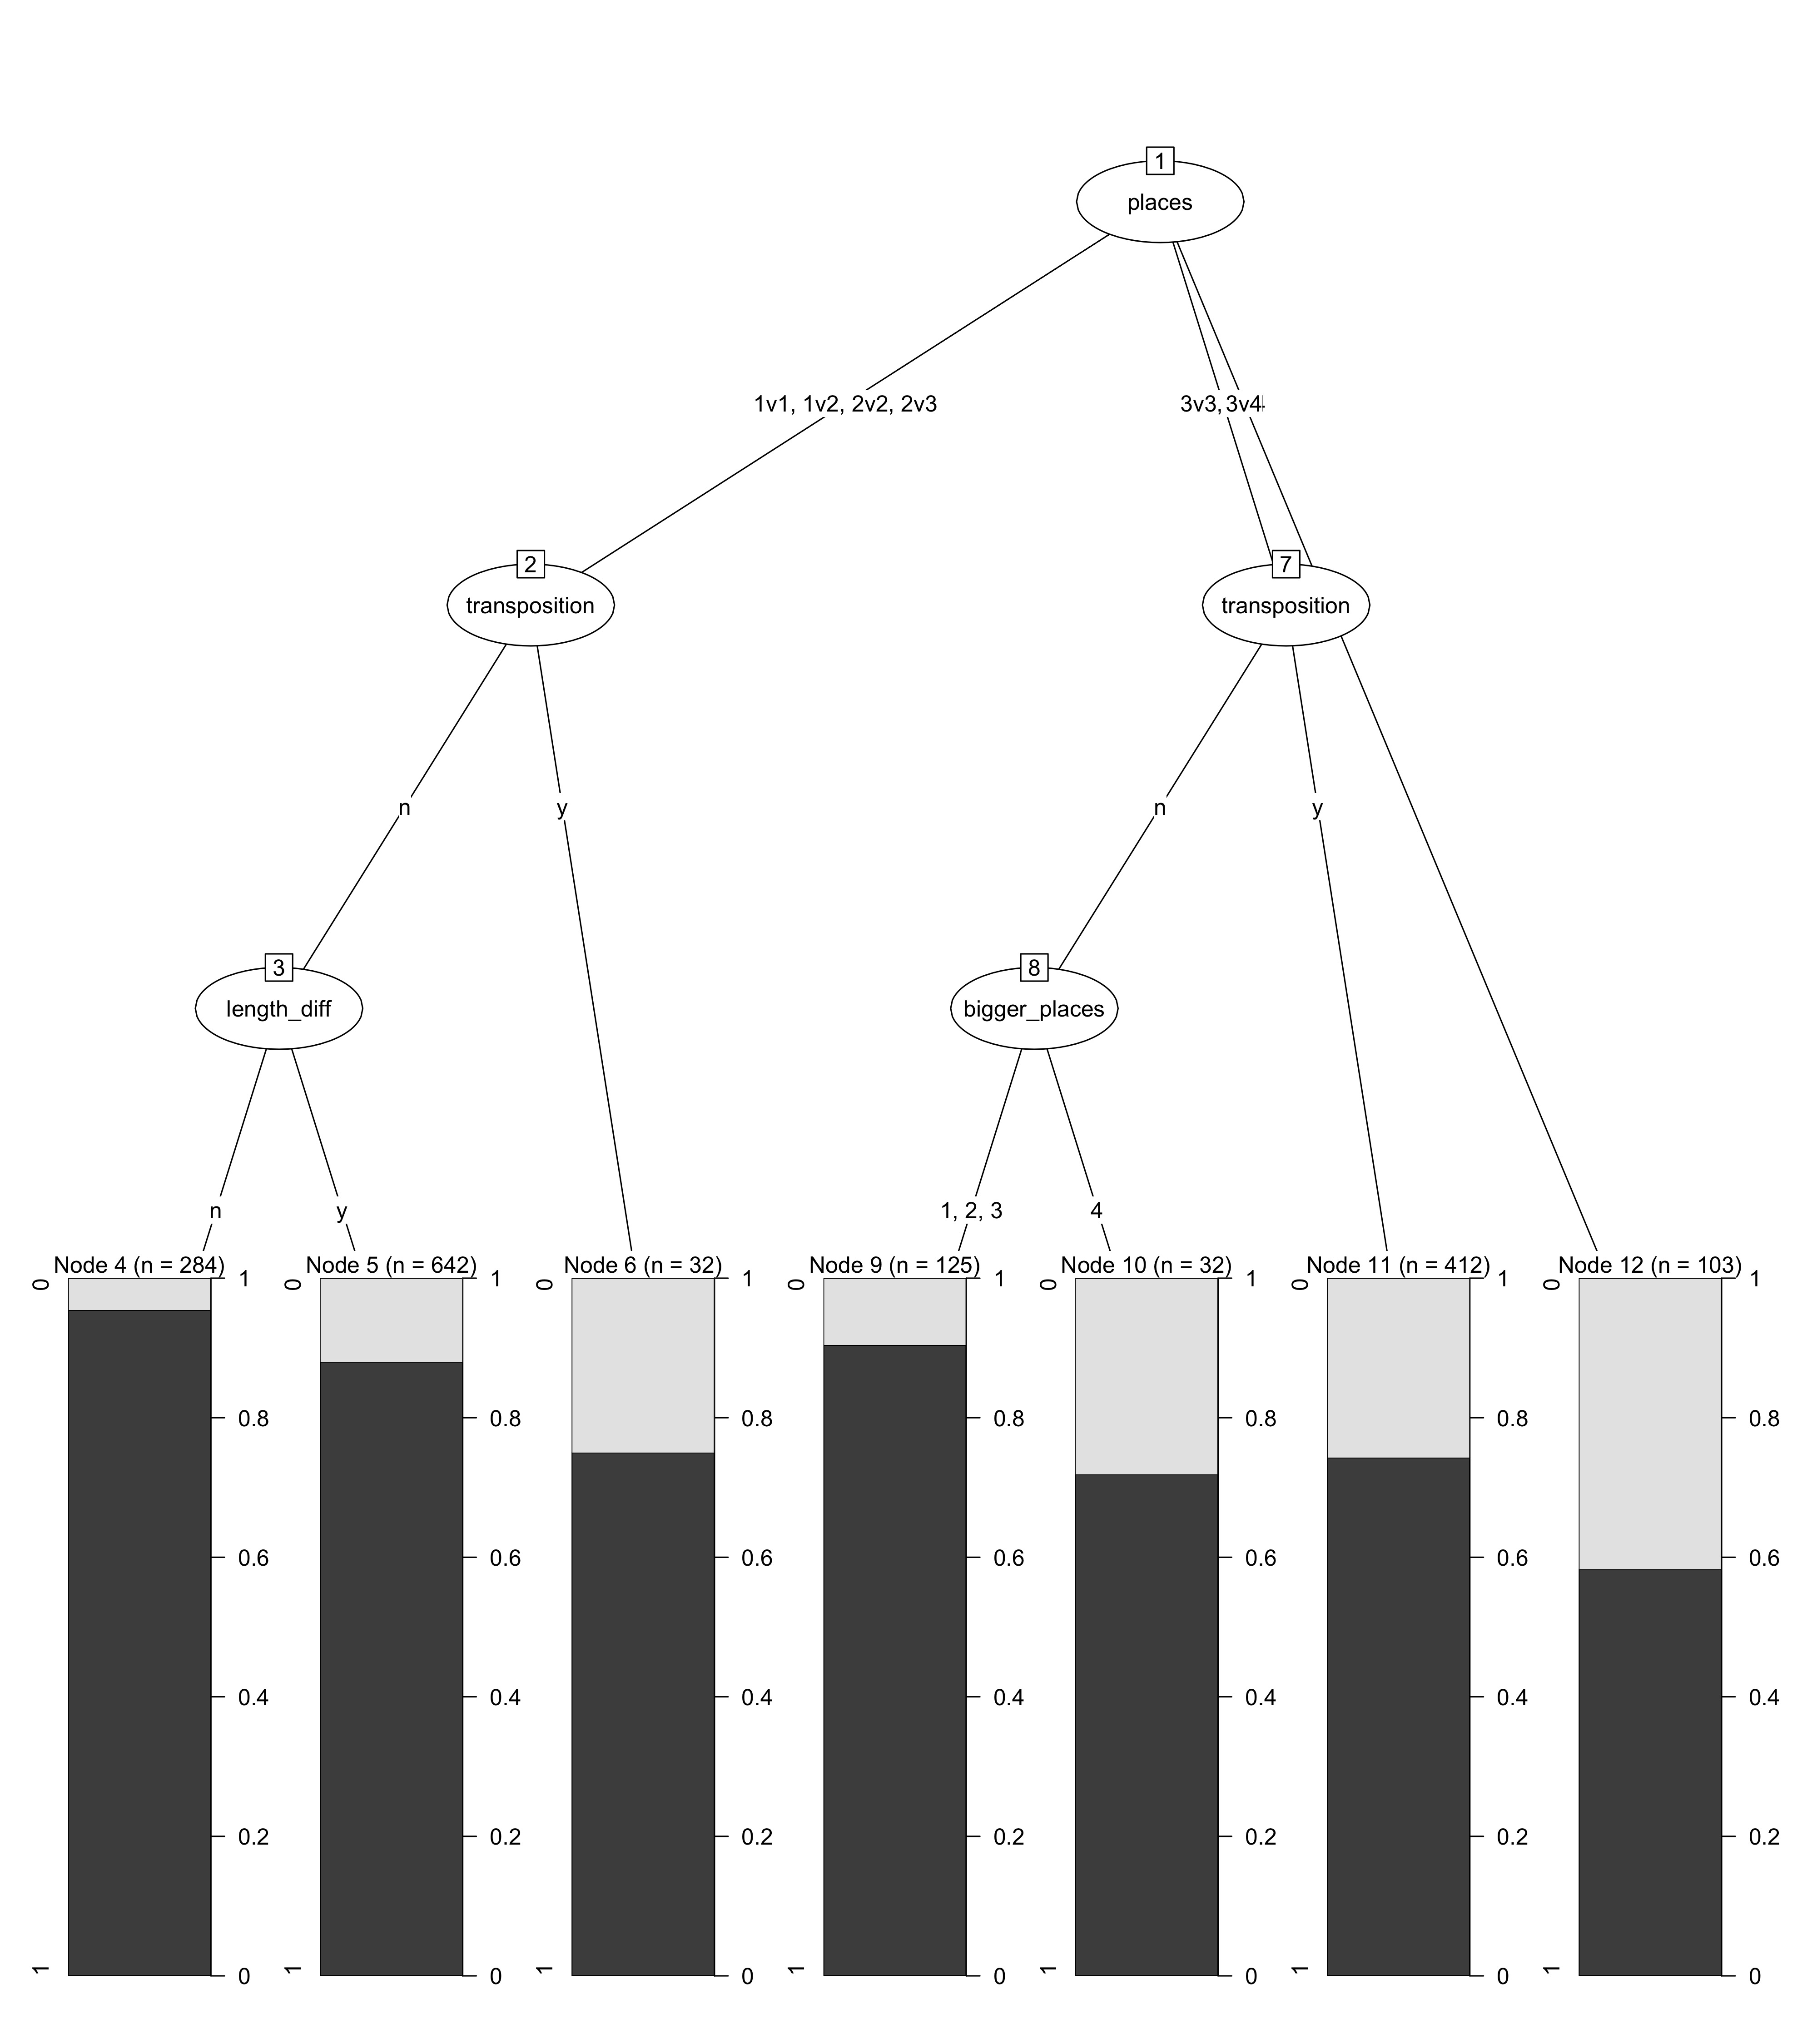 1
places
1v1, 1v2, 2v2, 2v3
3v3, 3v4
2
transposition
7
transposition
n
y
n
y
3
length_diff
8
bigger_places
n
y
1, 2, 3
4
Node 4 (n = 284)
Node 5 (n = 642)
Node 6 (n = 32)
Node 9 (n = 125)
Node 10 (n = 32)
Node 11 (n = 412)
Node 12 (n = 103)
0 1 0 1 0 1 0 1 0 1 0 1 0 1
0.8 0.8 0.8 0.8 0.8 0.8 0.8
0.6 0.6 0.6 0.6 0.6 0.6 0.6
0.4 0.4 0.4 0.4 0.4 0.4 0.4
0.2 0.2 0.2 0.2 0.2 0.2 0.2
1 0 1 0 1 0 1 0 1 0 1 0 1 0